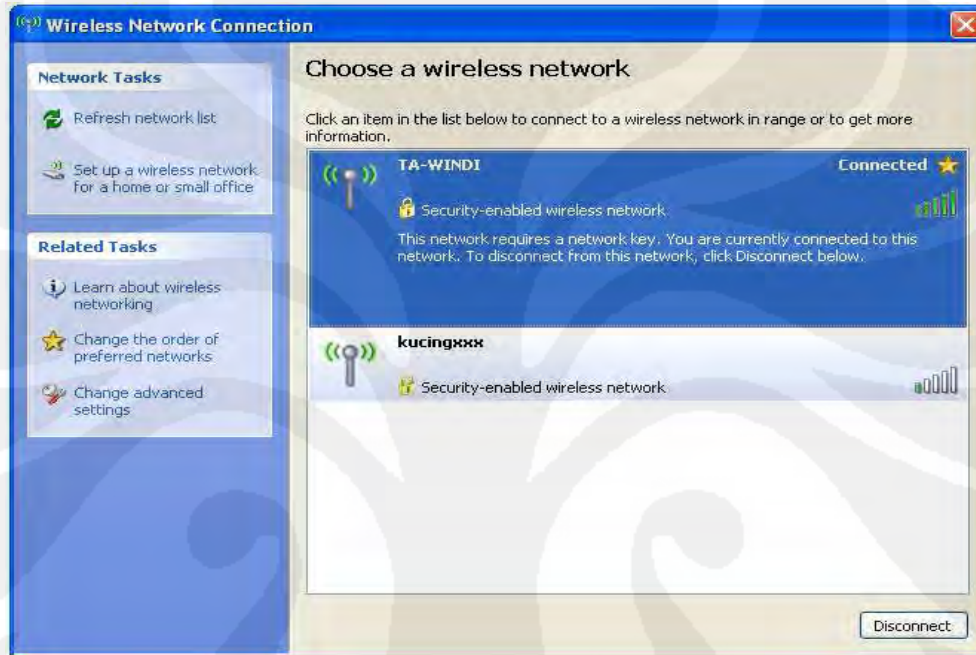 Wireless Network Connection
Network Tasks
Refresh network list
Set up a wireless network
for a home or small office
Related Tasks
Learn about wireless
networking
Change the order of
preferred networks
Change advanced
settings
Choose a wireless network
Click an item in the list below to connect to a wireless network in range or to get more
information.
TA-WINDI
Connected
Security-enabled wireless network
This network requires a network key. You are currently connected to this
network. To disconnect from this network, click Disconnect below.
kucingxxx
Security-enabled wireless network
Disconnect